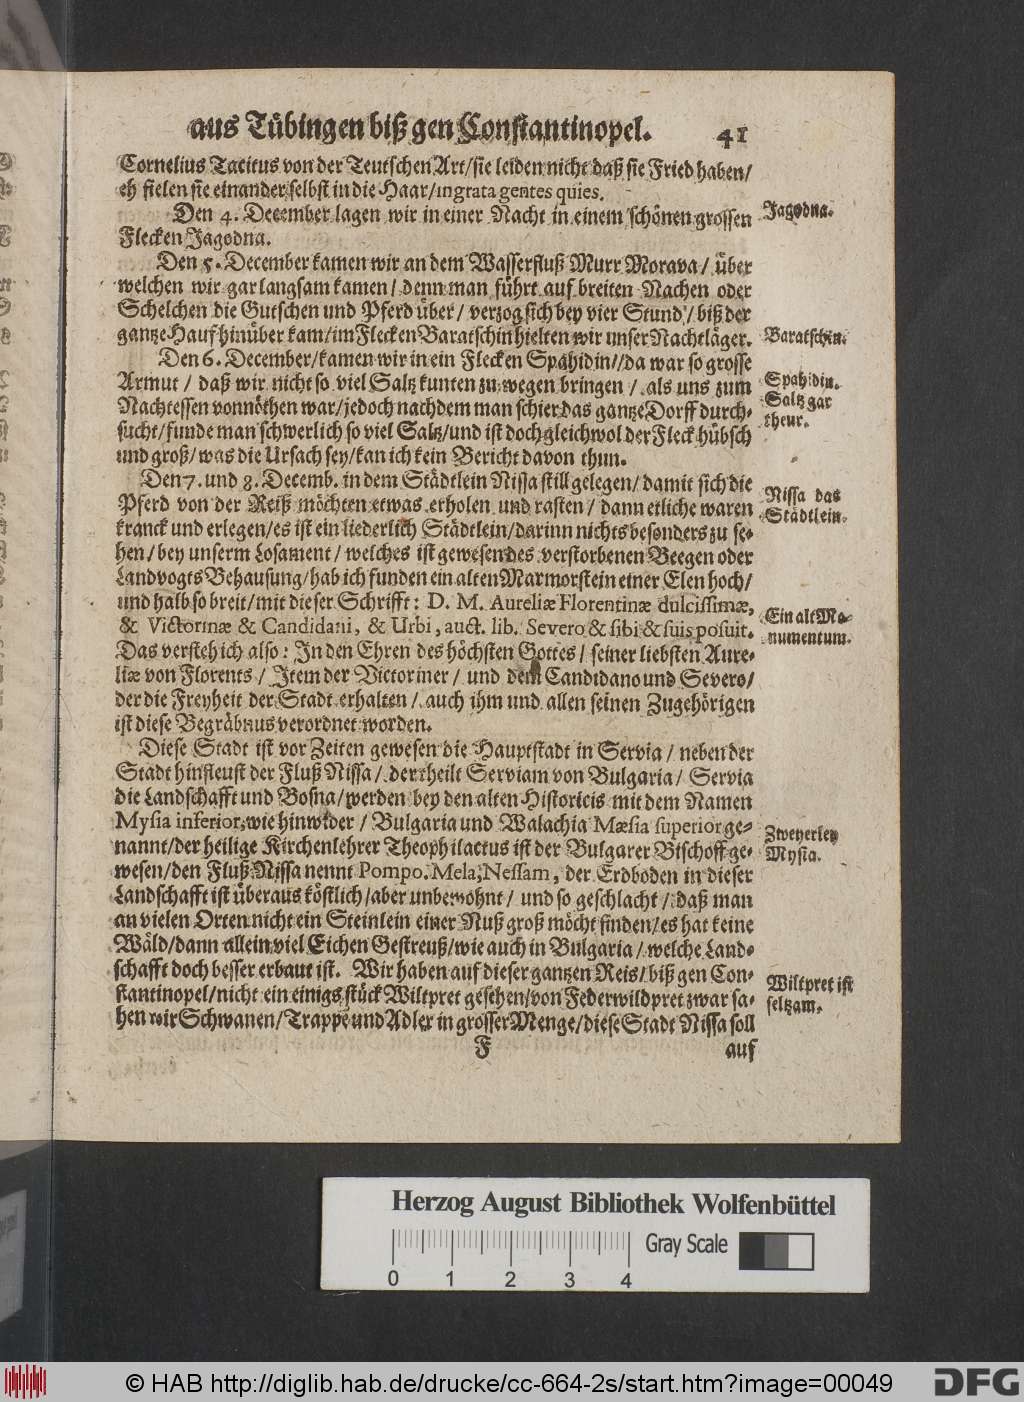 aus Tübingen biß gen Constantinopel. 41
Cornelius Tacitus von der Teutschen Art/sie leiden nicht daß sie Fried haben/
eh fielen sie einander selbst in die Haar/ingrata gentes quies.
Den 4. December lagen wir in einer Nacht in einem schönen grossen
Flecken Jagodna.
Jagodna.
Den 5. December kamen wir an dem Wasserfluß Murr Morava/ über
welchen wir gar langsam kamen/ denn man führt auf breiten Nachen oder
Schelchen die Gutschen und Pferd über/ verzog sich bey vier Stund/ biß der
gantze Hauf hinüber kam/im Flecken Baratschin hielten wir unser Nachtläger.
Baratschin.
Den 6. December/kamen wir in ein Flecken Spahidin//da war so grosse
Armut/ daß wir nicht so viel Saltz kunten zu wegen bringen/ als uns zum
Nachtessen vonnöthen war/jedoch nachdem man schier das gantze Dorff durch-
sucht/funde man schwerlich so viel Saltz/und ist doch gleichwol der Fleck hübsch
und groß/was die Ursach sey/kan ich kein Bericht davon thun.
Spahidin.
Saltz gar
theur.
Den 7. und 8. Decemb. in dem Städtlein Nissa still gelegen/damit sich die
Pferd von der Reiß möchten etwas erholen und rasten/ dann etliche waren
kranck und erlegen/es ist ein liederlich Städtlein/darinn nichts besonders zu se-
hen/bey unserm Losament/ welches ist gewesen des verstorbenen Beegen oder
Landvogts Behausung/hab ich funden ein alten Marmorstein einer Elen hoch/
und halb so breit/mit dieser Schrifft: D. M. Aureliæ Florentinæ dulcissimæ,
& Victorinæ & Candidani, & Urbi, auct. lib. Severo & sibi & suis posuit.
Das versteh ich also: In den Ehren des höchsten Gottes/ seiner liebsten Aure-
liæ von Florents/ Item der Victoriner/ und dem Candidano und Severo/
der die Freyheit der Stadt erhalten/ auch ihm und allen seinen Zugehörigen
ist diese Begräbnus verordnet worden.
Nissa das
Städtlein.
Ein alt Mo-
numentum.
Diese Stadt ist vor Zeiten gewesen die Hauptstadt in Servia/ neben der
Stadt hinfleust der Fluß Nissa/ der theilt Serviam von Bulgaria/ Servia
die Landschafft und Bosna/werden bey den alten Historicis mit dem Namen
Mysia inferior, wie hinwider/ Bulgaria und Walachia Mæsia superior ge-
nannt/der heilige Kirchenlehrer Theophilactus ist der Bulgarer Bischoff ge-
wesen/den Fluß Nissa nennt Pompo. Mela, Nessam, der Erdboden in dieser
Landschafft ist überaus köstlich/aber unbewohnt/ und so geschlacht/ daß man
an vielen Orten nicht ein Steinlein einer Nuß groß möcht finden/es hat keine
Wäld/dann allein viel Eichen Gestreuß/wie auch in Bulgaria/ welche Land-
schafft doch besser erbaut ist. Wir haben auf dieser gantzen Reis/ biß gen Con-
stantinopel/nicht ein einigs stück Wiltpret gesehen/von Federwildpret zwar sa-
hen wir Schwanen/Trappe und Adler in grosser Menge/diese Stadt Nissa soll
Zweyerley
Mysia.
Wiltpret ist
seltzam.
F auf
Herzog August Bibliothek Wolfenbüttel
Gray Scale
0 1 2 3 4
© HAB http://diglib.hab.de/drucke/cc-664-2s/start.htm?image=00049
DFG